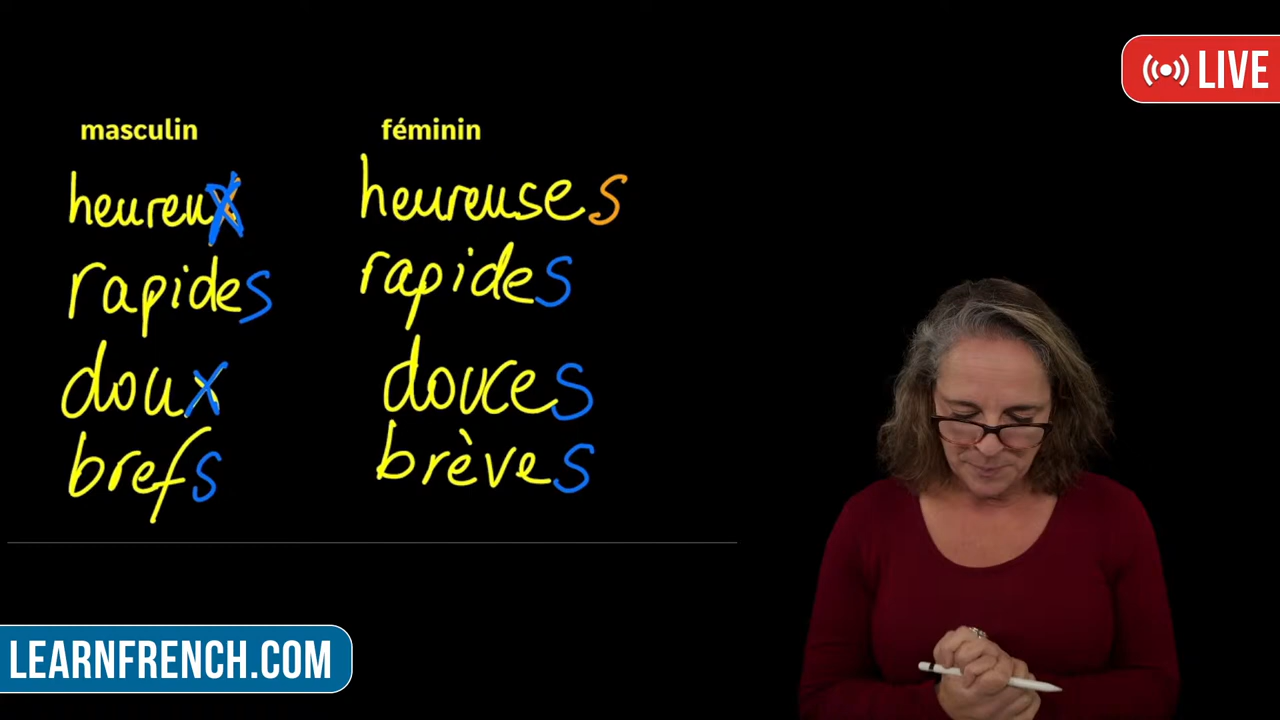 LIVE
masculin féminin
heureux heureuses
rapides rapides
doux douces
brefs brèves
LEARNFRENCH.COM